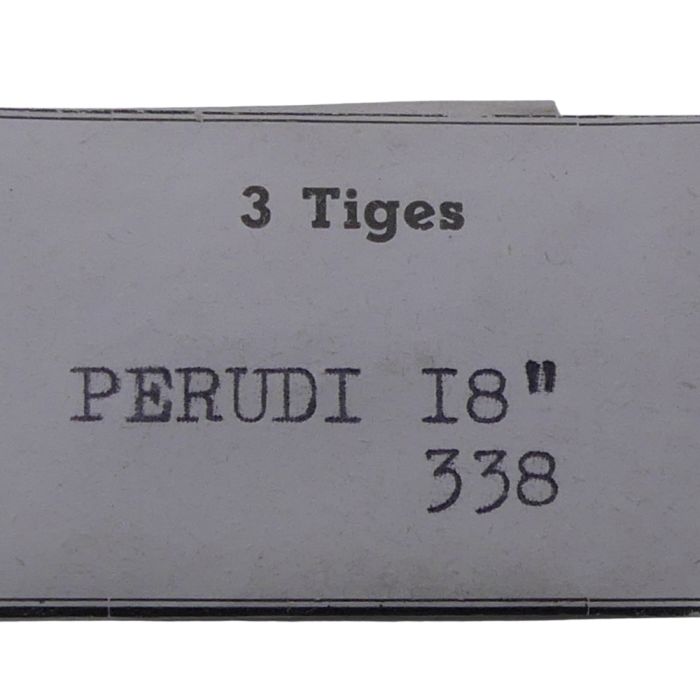 3 Tiges
PERUDI I8"
338